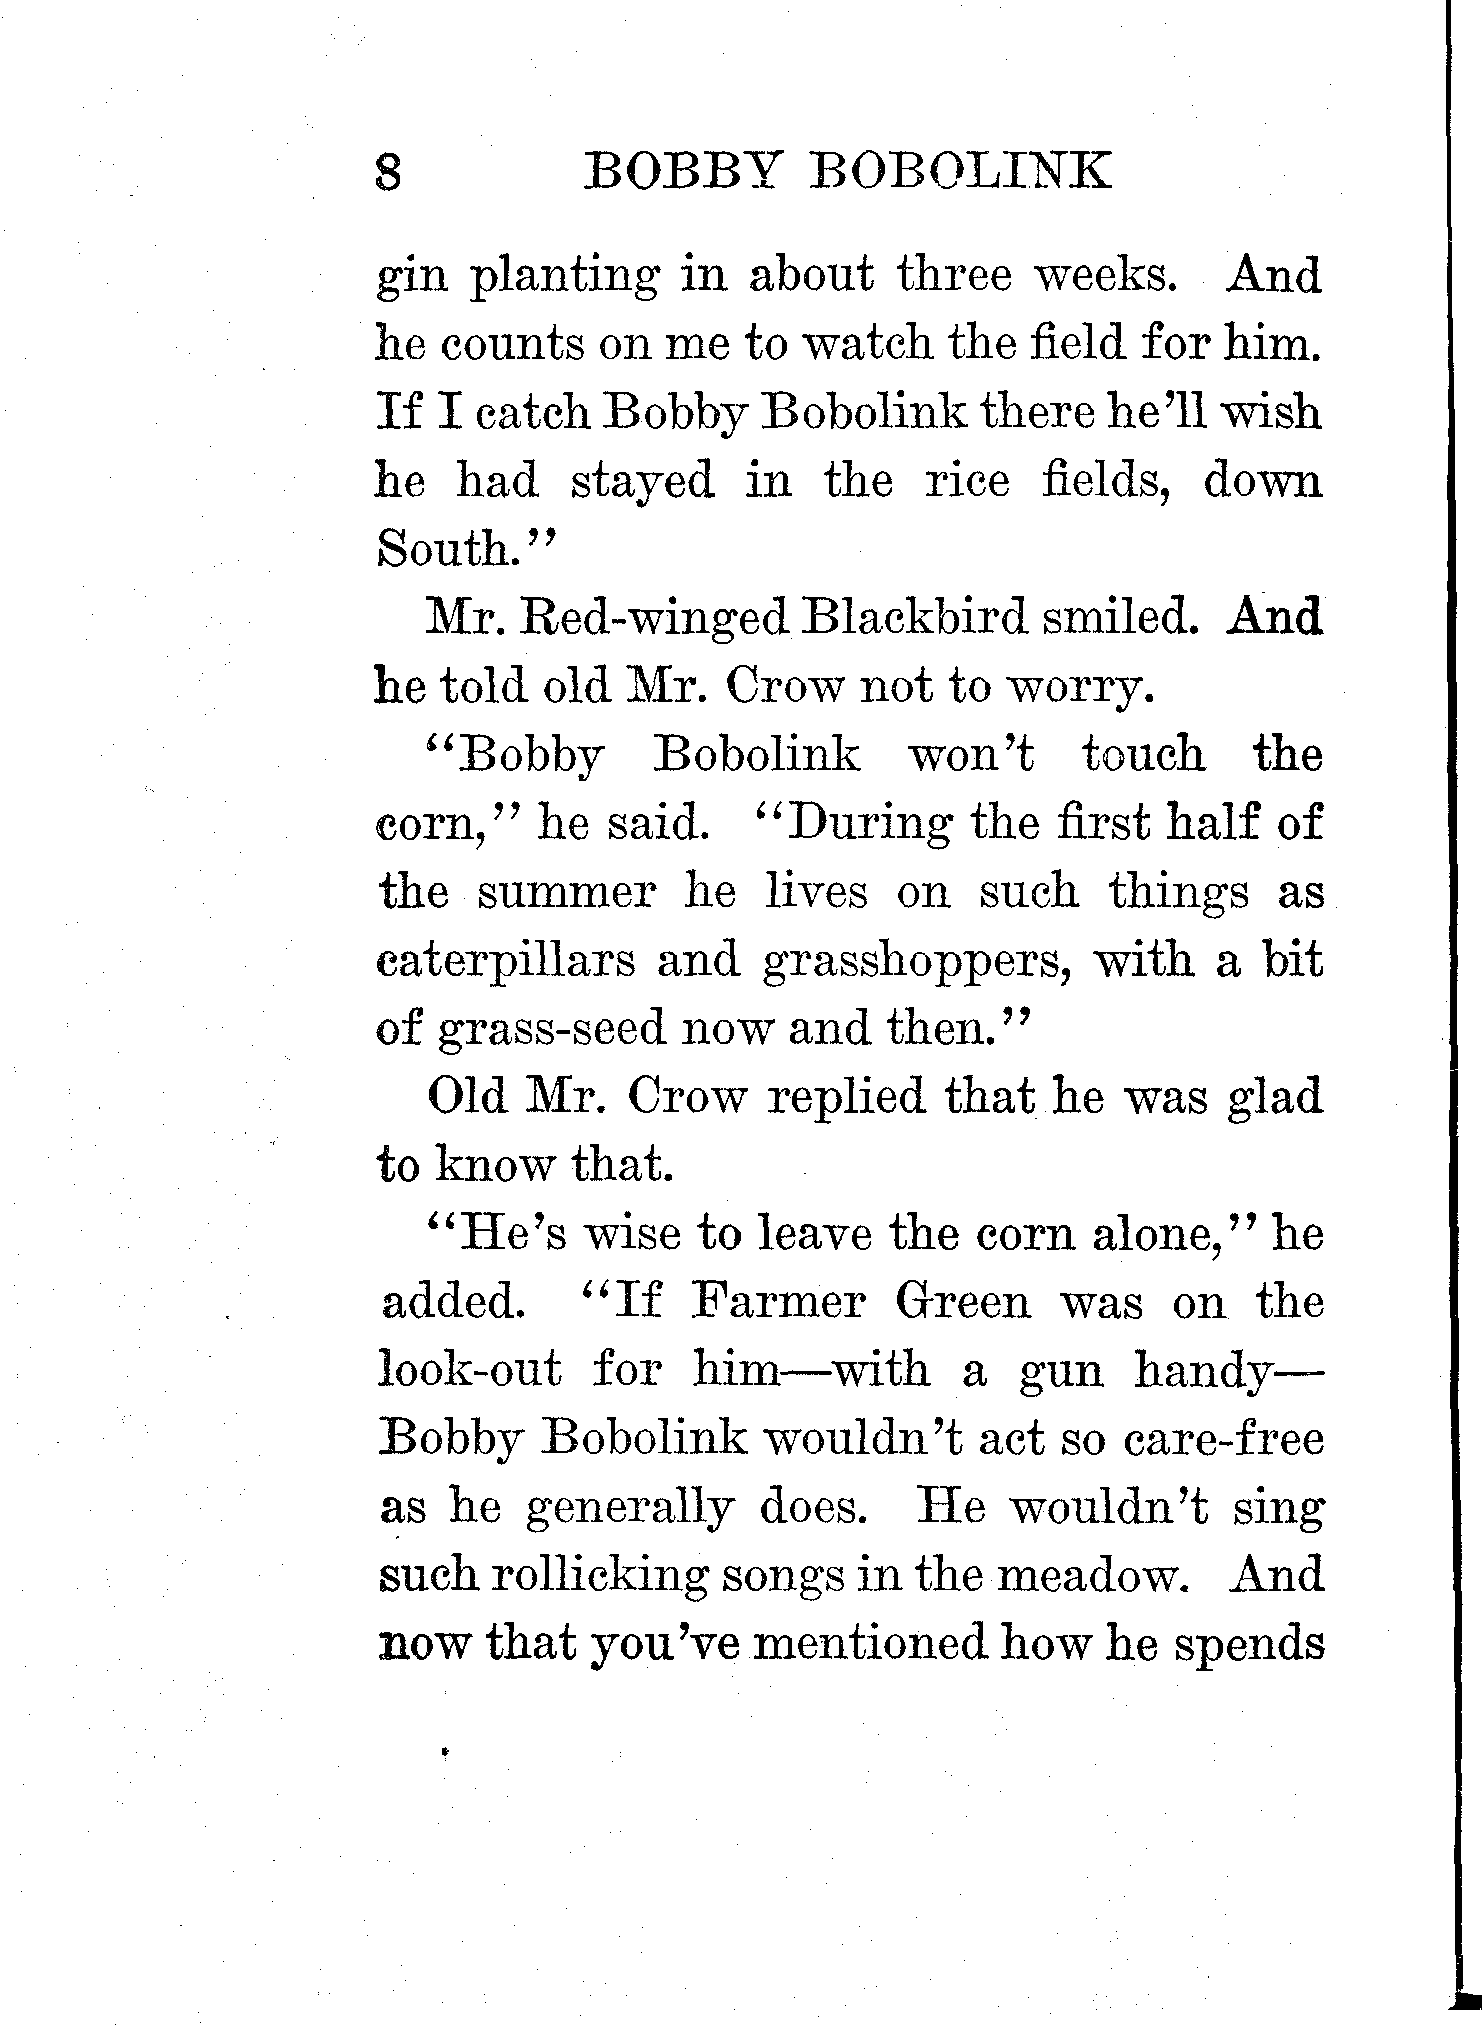 8 BOBBY BOBOLINK
gin planting in about three weeks. And
he counts on me to watch the field for him.
If I catch Bobby Bobolink there he'll wish
he had stayed in the rice fields, down
South."
Mr. Red-winged Blackbird smiled. And
he told old Mr. Crow not to worry.
"Bobby Bobolink won't touch the
corn," he said. "During the first half of
the summer he lives on such things as
caterpillars and grasshoppers, with a bit
of grass-seed now and then."
Old Mr. Crow replied that he was glad
to know that.
"He's wise to leave the corn alone," he
added. "If Farmer Green was on the
look-out for him—with a gun handy—
Bobby Bobolink wouldn't act so care-free
as he generally does. He wouldn't sing
such rollicking songs in the meadow. And
now that you've mentioned how he spends